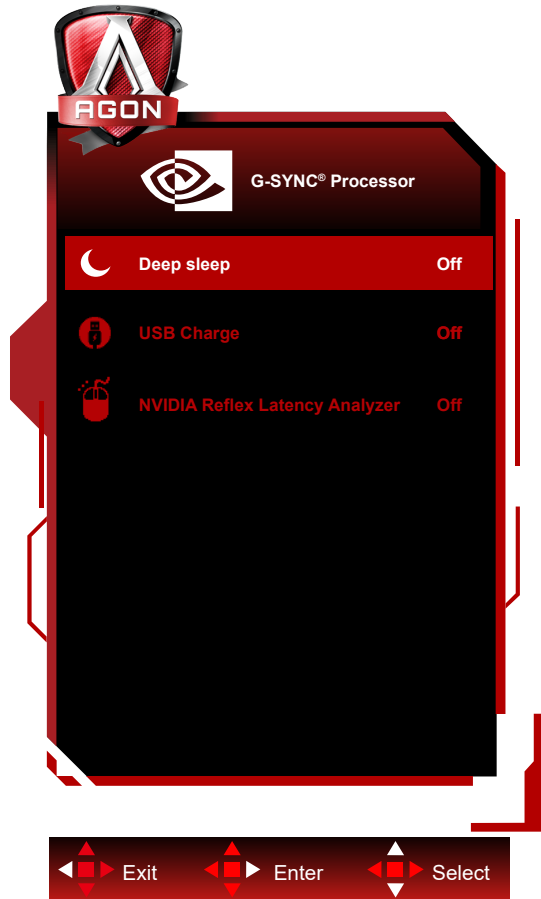 AGON
G-SYNC® Processor
Deep sleep Off
USB Charge Off
NVIDIA Reflex Latency Analyzer Off
Exit Enter Select